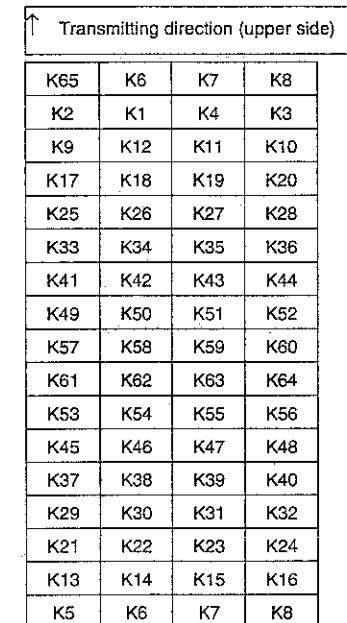 ↑ Transmitting direction (upper side)
K65 K6 K7 K8
K2 K1 K4 K3
K9 K12 K11 K10
K17 K18 K19 K20
K25 K26 K27 K28
K33 K34 K35 K36
K41 K42 K43 K44
K49 K50 K51 K52
K57 K58 K59 K60
K61 K62 K63 K64
K53 K54 K55 K56
K45 K46 K47 K48
K37 K38 K39 K40
K29 K30 K31 K32
K21 K22 K23 K24
K13 K14 K15 K16
K5 K6 K7 K8